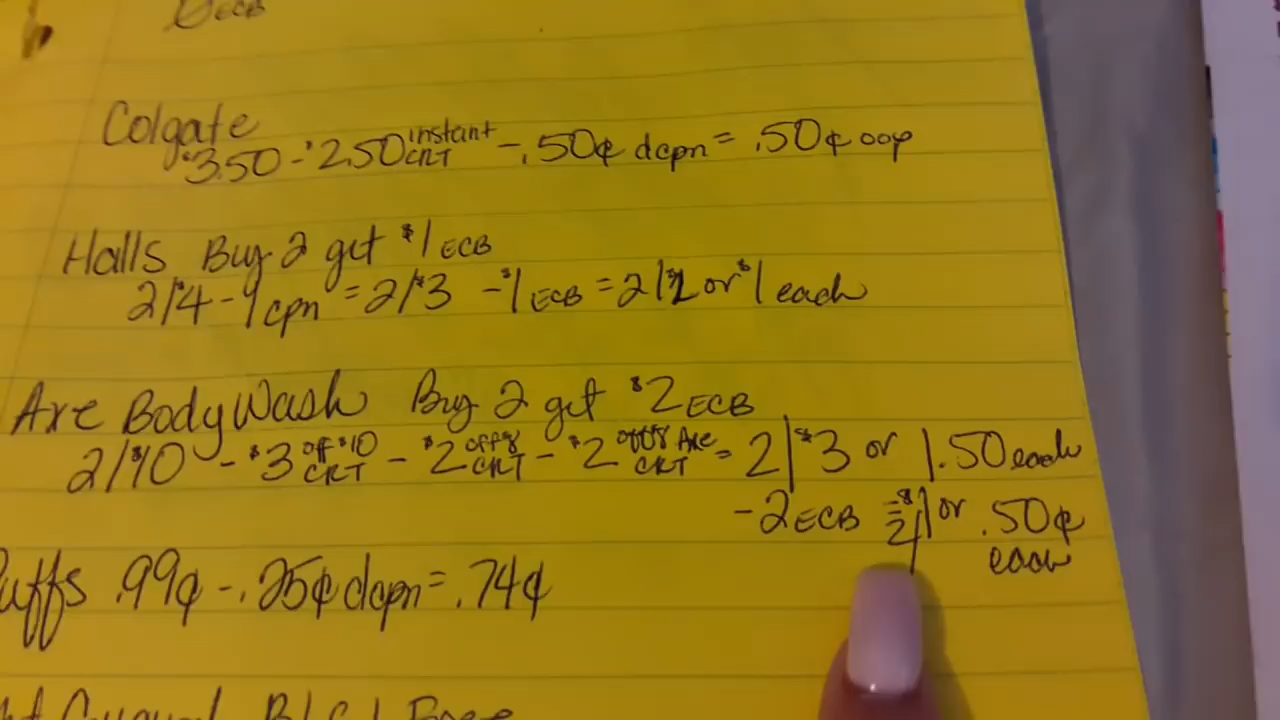 ECB
Colgate
$3.50 - $2.50 instant CRT - .50¢ dcpn = .50¢ oop
Halls Buy 2 get $1 ECB
2/$4 - 1 cpn = 2/$3 - $1 ECB = 2/$2 or $1 each
Axe Body Wash Buy 2 get $2 ECB
2/$10 - $3 off $10 CRT - $2 off 8 CRT - $2 off 8 Axe CRT = 2/$3 or 1.50 each
- 2 ECB = 2/$1 or .50¢
each
uffs .99¢ - .25¢ dcpn = .74¢